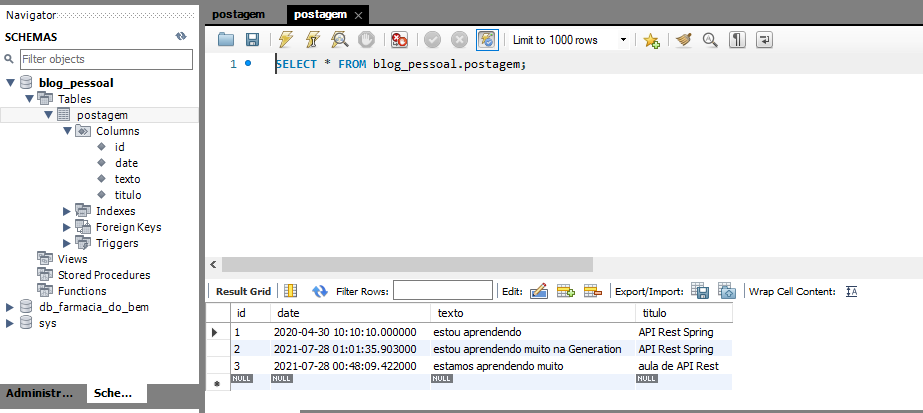 Navigator
SCHEMAS
Filter objects
blog_pessoal
Tables
postagem
Columns
id
date
texto
titulo
Indexes
Foreign Keys
Triggers
Views
Stored Procedures
Functions
db_farmacia_do_bem
sys
Administr... Sche...
postagem postagem
Limit to 1000 rows
1 SELECT * FROM blog_pessoal.postagem;
Result Grid Filter Rows: Edit: Export/Import: Wrap Cell Content:
id date texto titulo
1 2020-04-30 10:10:10.000000 estou aprendendo API Rest Spring
2 2021-07-28 01:01:35.903000 estou aprendendo muito na Generation API Rest Spring
3 2021-07-28 00:48:09.422000 estamos aprendendo muito aula de API Rest
NULL NULL NULL NULL